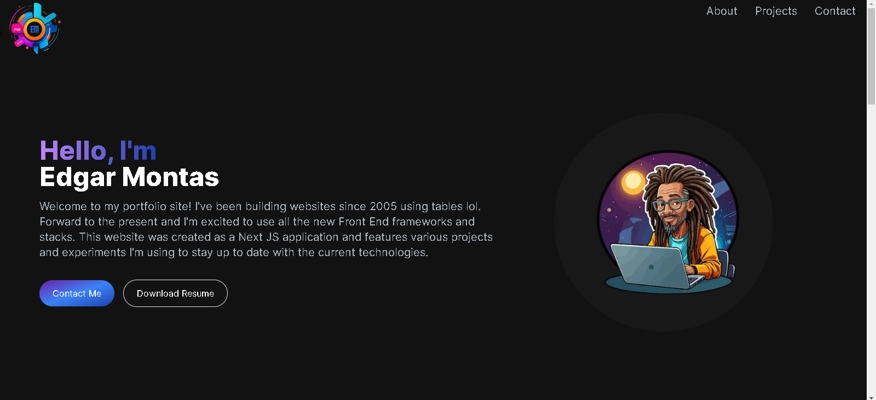 About Projects Contact
Hello, I'm
Edgar Montas
Welcome to my portfolio site! I've been building websites since 2005 using tables lol.
Forward to the present and I'm excited to use all the new Front End frameworks and
stacks. This website was created as a Next JS application and features various projects
and experiments I'm using to stay up to date with the current technologies.
Contact Me Download Resume